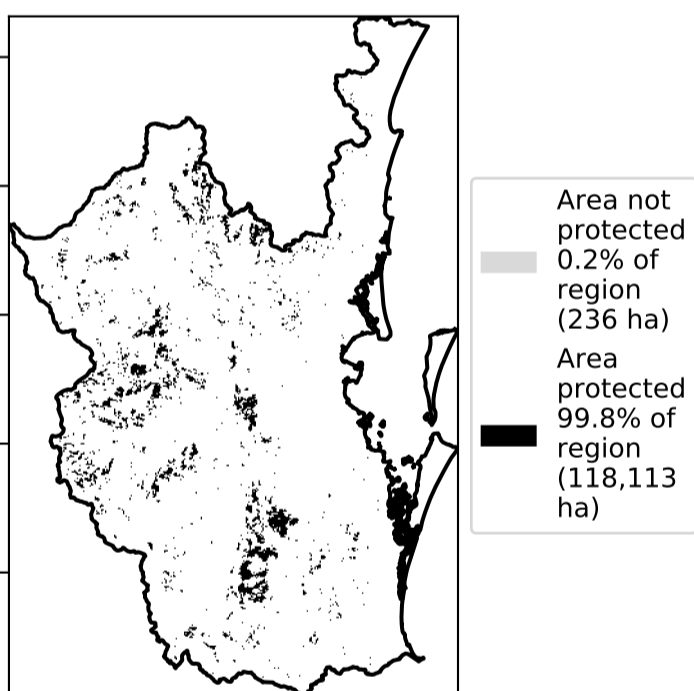 Area not
protected
0.2% of
region
(236 ha)
Area
protected
99.8% of
region
(118,113
ha)